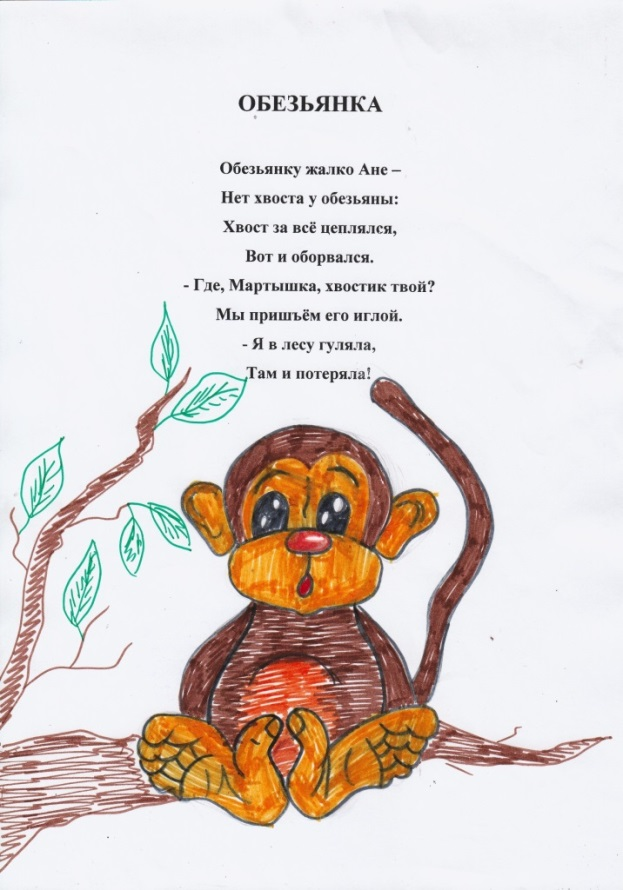 ОБЕЗЬЯНКА
Обезьянку жалко Ане –
Нет хвоста у обезьяны:
Хвост за всё цеплялся,
Вот и оборвался.
- Где, Мартышка, хвостик твой?
Мы пришъём его иглой.
- Я в лесу гуляла,
Там и потеряла!